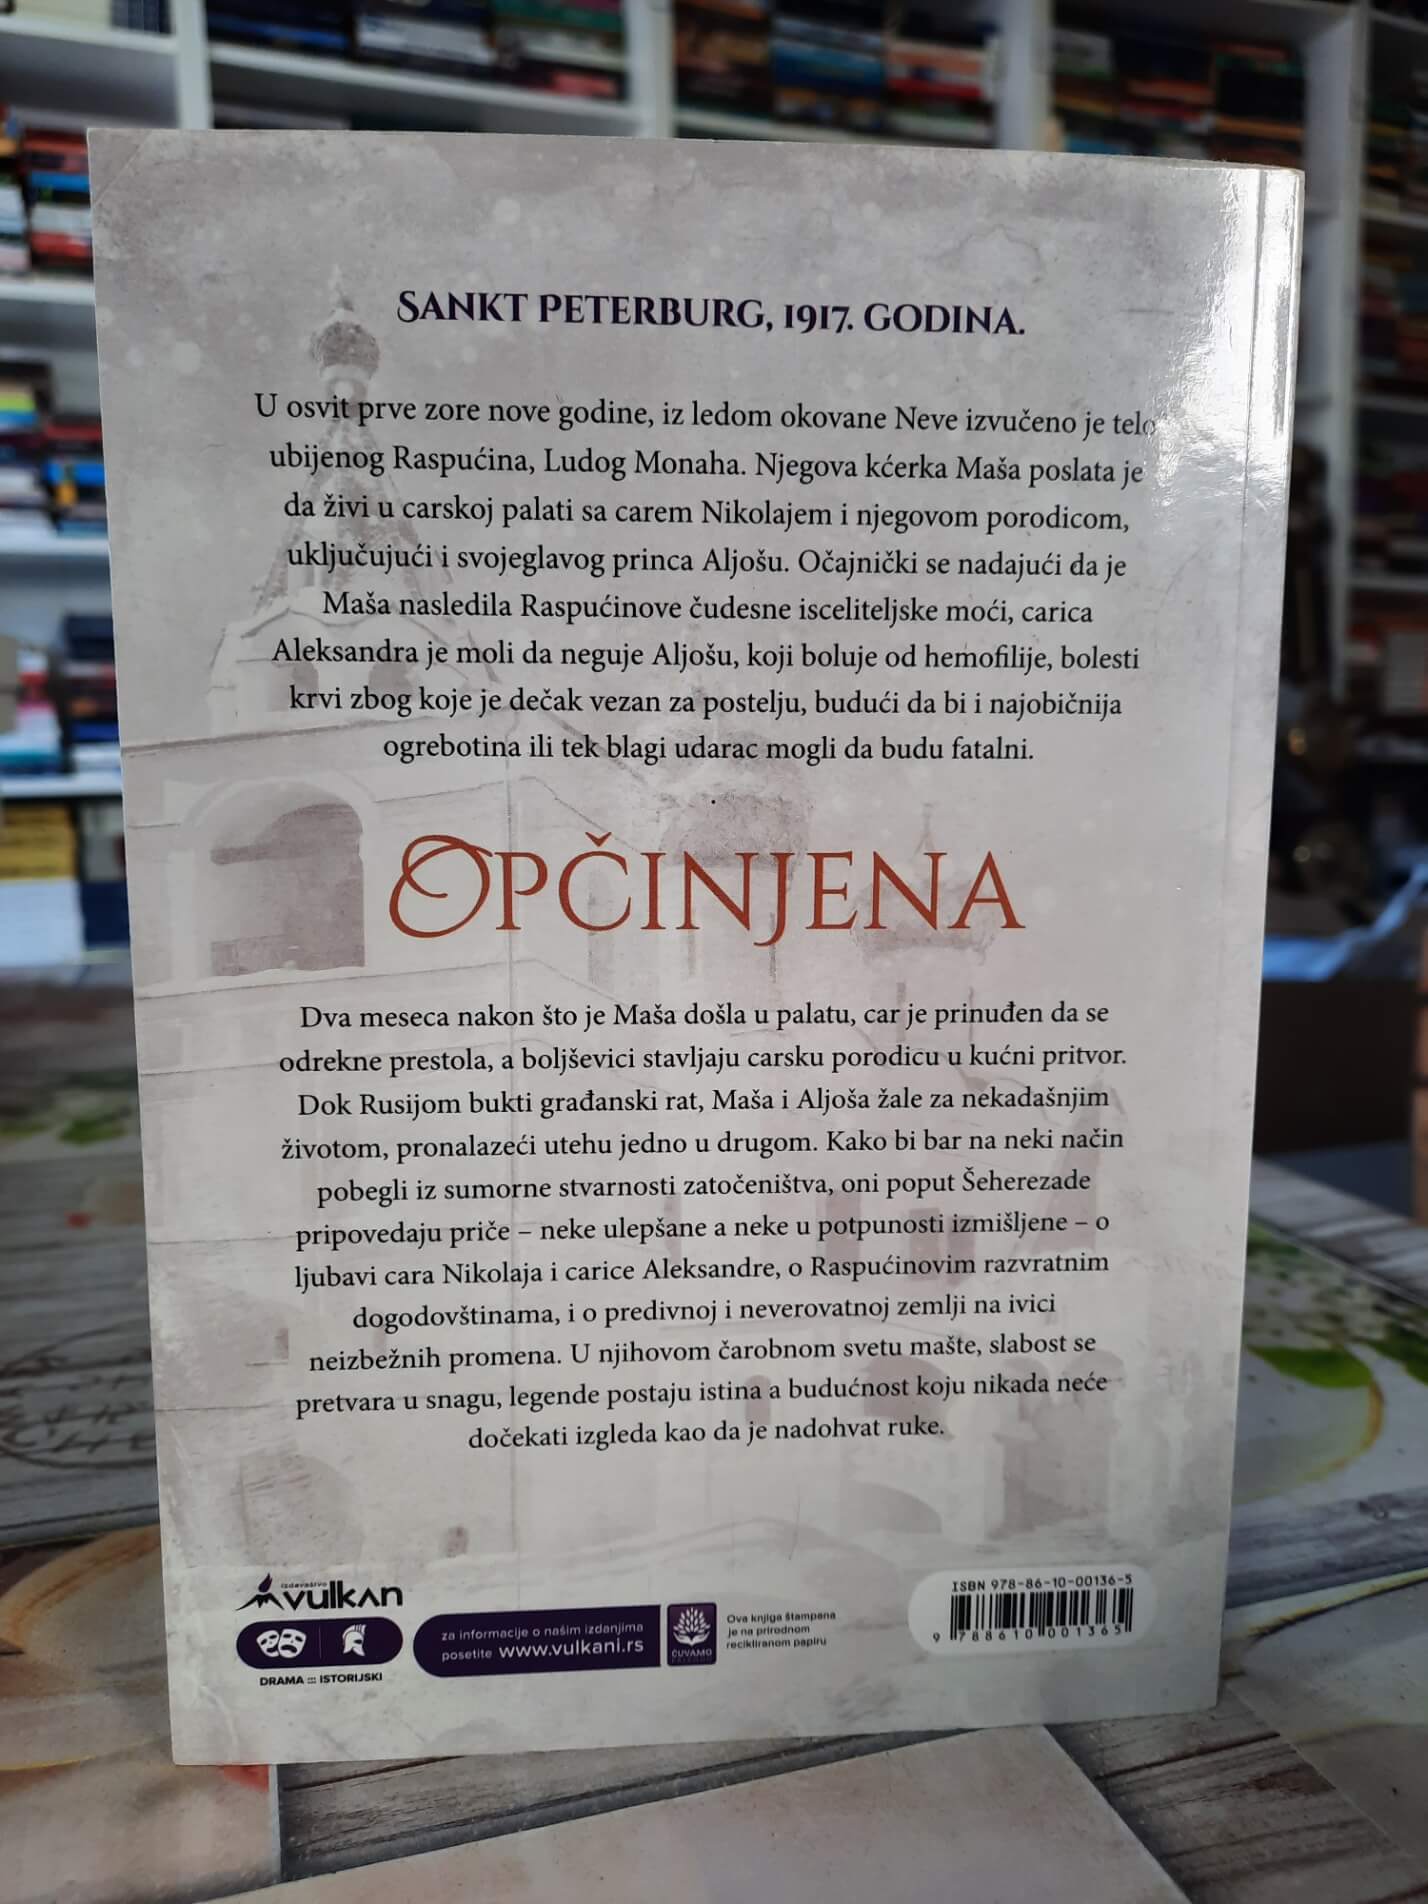 SANKT PETERBURG, 1917. GODINA.
U osvit prve zore nove godine, iz ledom okovane Neve izvučeno je telo
ubijenog Raspućina, Ludog Monaha. Njegova kćerka Maša poslata je
da živi u carskoj palati sa carem Nikolajem i njegovom porodicom,
uključujući i svojeglavog princa Aljošu. Očajnički se nadajući da je
Maša nasledila Raspućinove čudesne isceliteljske moći, carica
Aleksandra je moli da neguje Aljošu, koji boluje od hemofilije, bolesti
krvi zbog koje je dečak vezan za postelju, budući da bi i najobičnija
ogrebotina ili tek blagi udarac mogli da budu fatalni.
OPČINJENA
Dva meseca nakon što je Maša došla u palatu, car je prinuđen da se
odrekne prestola, a boljševici stavljaju carsku porodicu u kućni pritvor.
Dok Rusijom bukti građanski rat, Maša i Aljoša žale za nekadašnjim
životom, pronalazeći utehu jedno u drugom. Kako bi bar na neki način
pobegli iz sumorne stvarnosti zatočeništva, oni poput Šeherezade
pripovedaju priče – neke ulepšane a neke u potpunosti izmišljene – o
ljubavi cara Nikolaja i carice Aleksandre, o Raspućinovim razvratnim
dogodovštinama, i o predivnoj i neverovatnoj zemlji na ivici
neizbežnih promena. U njihovom čarobnom svetu mašte, slabost se
pretvara u snagu, legende postaju istina a budućnost koju nikada neće
dočekati izgleda kao da je nadohvat ruke.
izdavaštvo
vulkan
DRAMA ::: ISTORIJSKI
za informacije o našim izdanjima
posetite www.vulkani.rs
ČUVAMO
PRIRODU
Ova knjiga štampana
je na prirodnom
recikliranom papiru
ISBN 978-86-10-00136-5
9 788610 001365